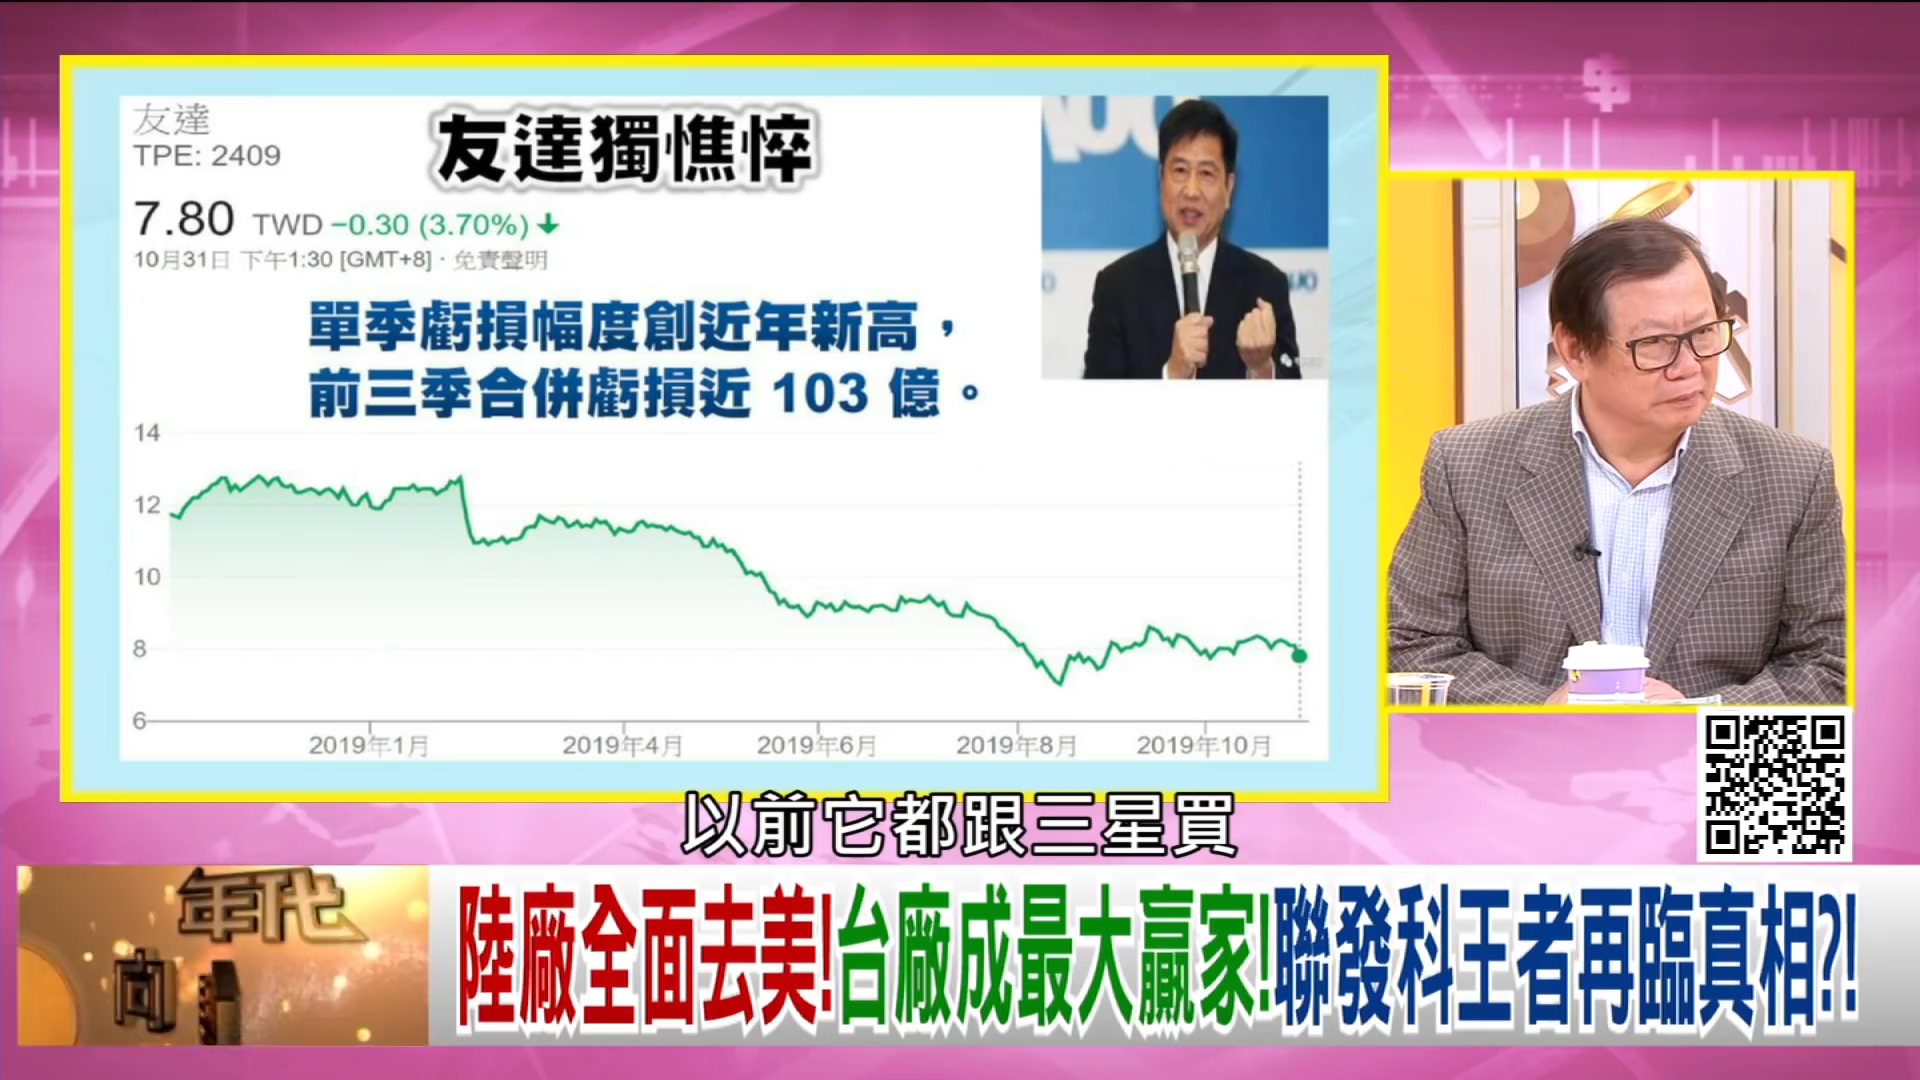 友達
TPE: 2409
友達獨憔悴
7.80 TWD −0.30 (3.70%)
10月31日 下午1:30 [GMT+8] · 免責聲明
單季虧損幅度創近年新高，
前三季合併虧損近 103 億。
14
12
10
8
6
2019年1月 2019年4月 2019年6月 2019年8月 2019年10月
以前它都跟三星買
年代
向
陸廠全面去美!台廠成最大贏家!聯發科王者再臨真相?!